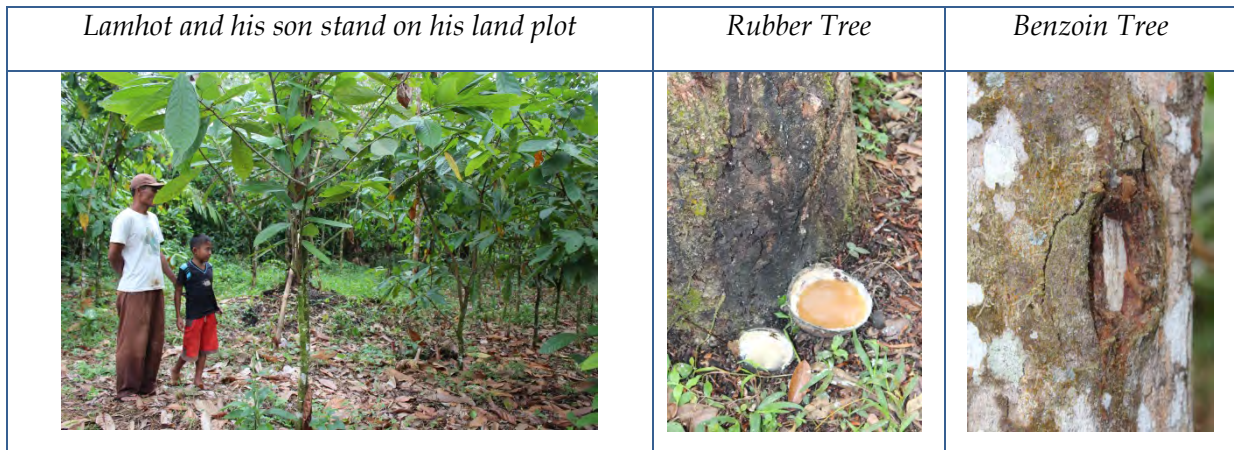 Lamhot and his son stand on his land plot
Rubber Tree
Benzoin Tree